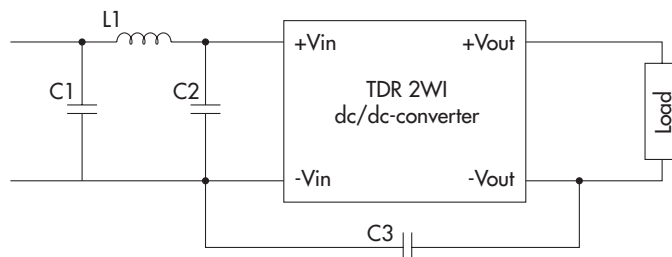 L1
C1
C2
+Vin
+Vout
TDR 2WI
dc/dc-converter
Load
-Vin
-Vout
C3